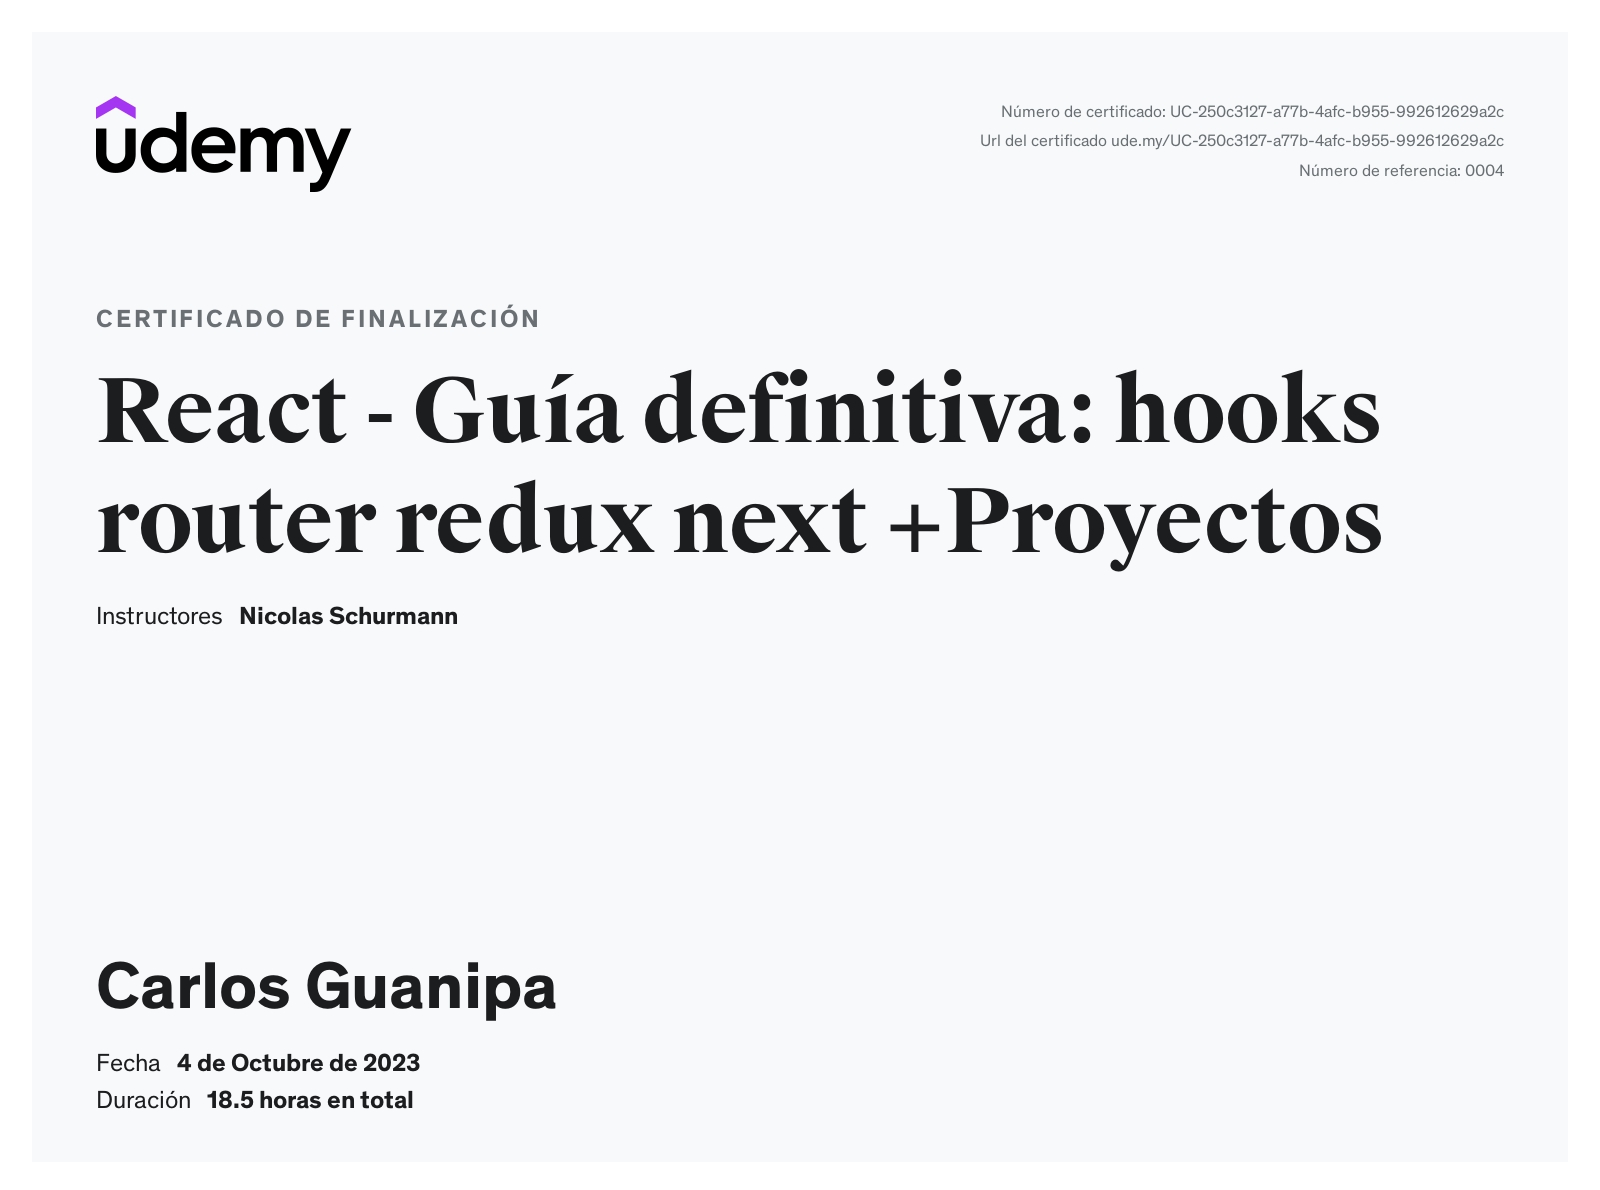 udemy
Número de certificado: UC-250c3127-a77b-4afc-b955-992612629a2c
Url del certificado ude.my/UC-250c3127-a77b-4afc-b955-992612629a2c
Número de referencia: 0004
CERTIFICADO DE FINALIZACIÓN
React - Guía definitiva: hooks
router redux next +Proyectos
Instructores Nicolas Schurmann
Carlos Guanipa
Fecha 4 de Octubre de 2023
Duración 18.5 horas en total